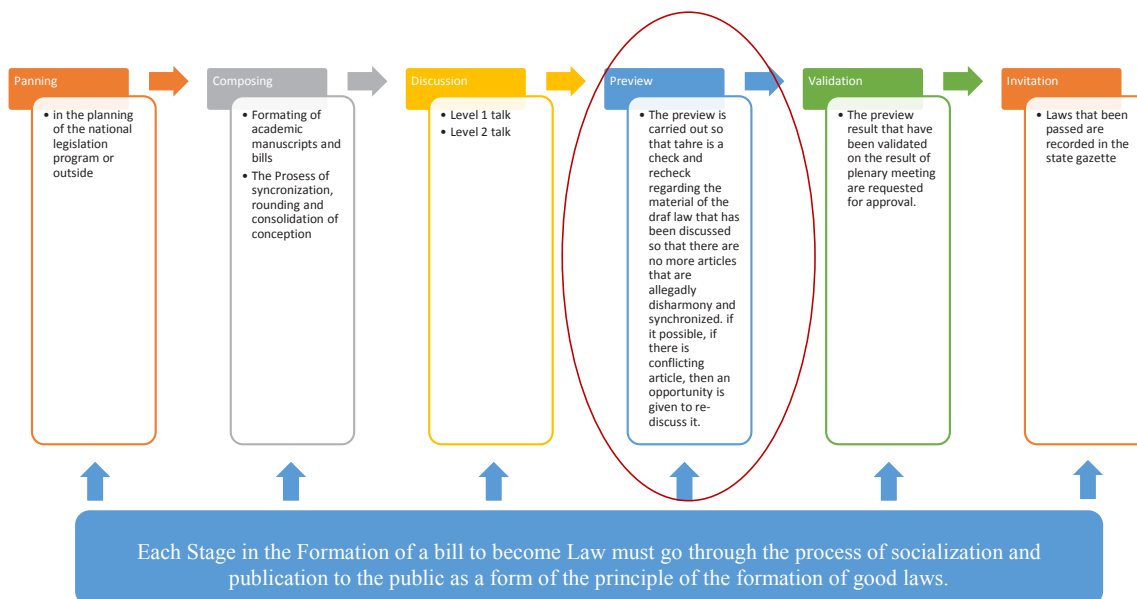 Panning
• in the planning
of the national
legislation
program or
outside
Composing
• Formating of
academic
manuscripts and
bills
• The Prosess of
syncronization,
rounding and
consolidation of
conception
Discussion
• Level 1 talk
• Level 2 talk
Preview
• The preview is
carried out so
that tahre is a
check and
recheck
regarding the
material of the
draf law that has
been discussed
so that there are
no more articles
that are
allegadly
disharmony and
synchronized. if
it possible, if
there is
conflicting
article, then an
opportunity is
given to re-
discuss it.
Validation
• The preview
result that have
been validated
on the result of
plenary meeting
are requested
for approval.
Invitation
• Laws that been
passed are
recorded in the
state gazette
Each Stage in the Formation of a bill to become Law must go through the process of socialization and
publication to the public as a form of the principle of the formation of good laws.